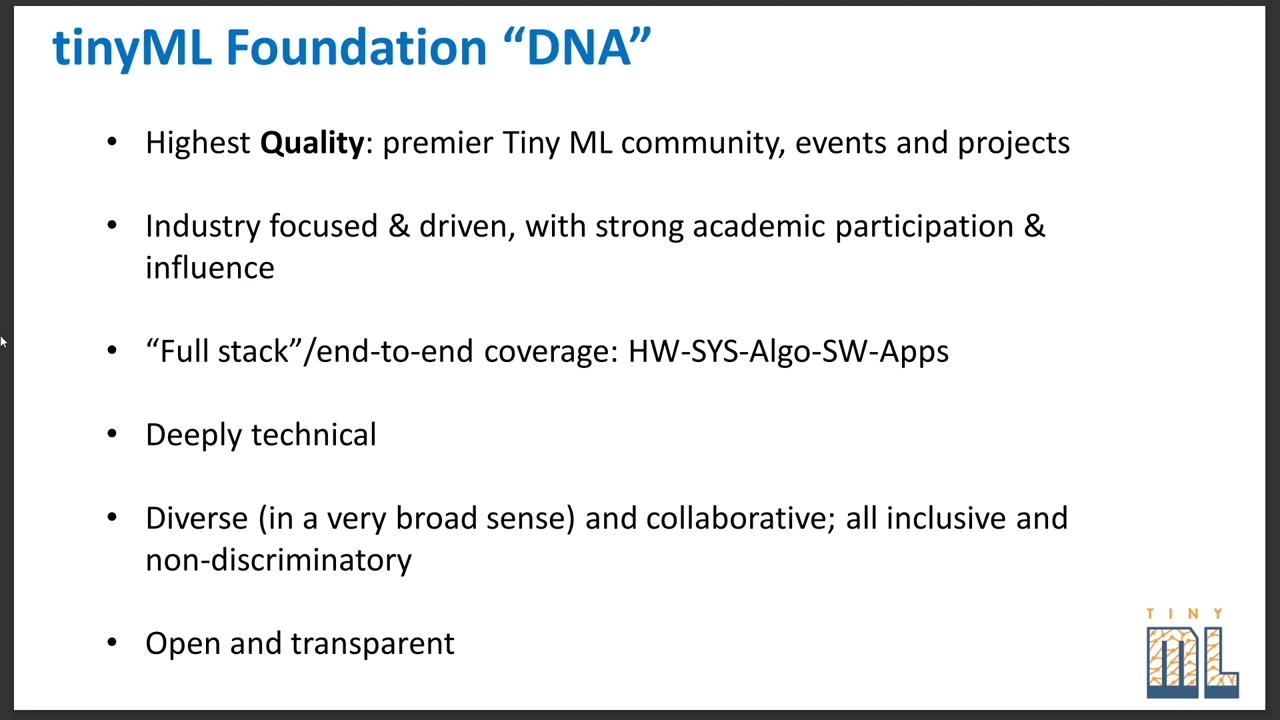 tinyML Foundation “DNA”
• Highest Quality: premier Tiny ML community, events and projects
• Industry focused & driven, with strong academic participation &
influence
• “Full stack”/end-to-end coverage: HW-SYS-Algo-SW-Apps
• Deeply technical
• Diverse (in a very broad sense) and collaborative; all inclusive and
non-discriminatory
• Open and transparent
TINY
ML